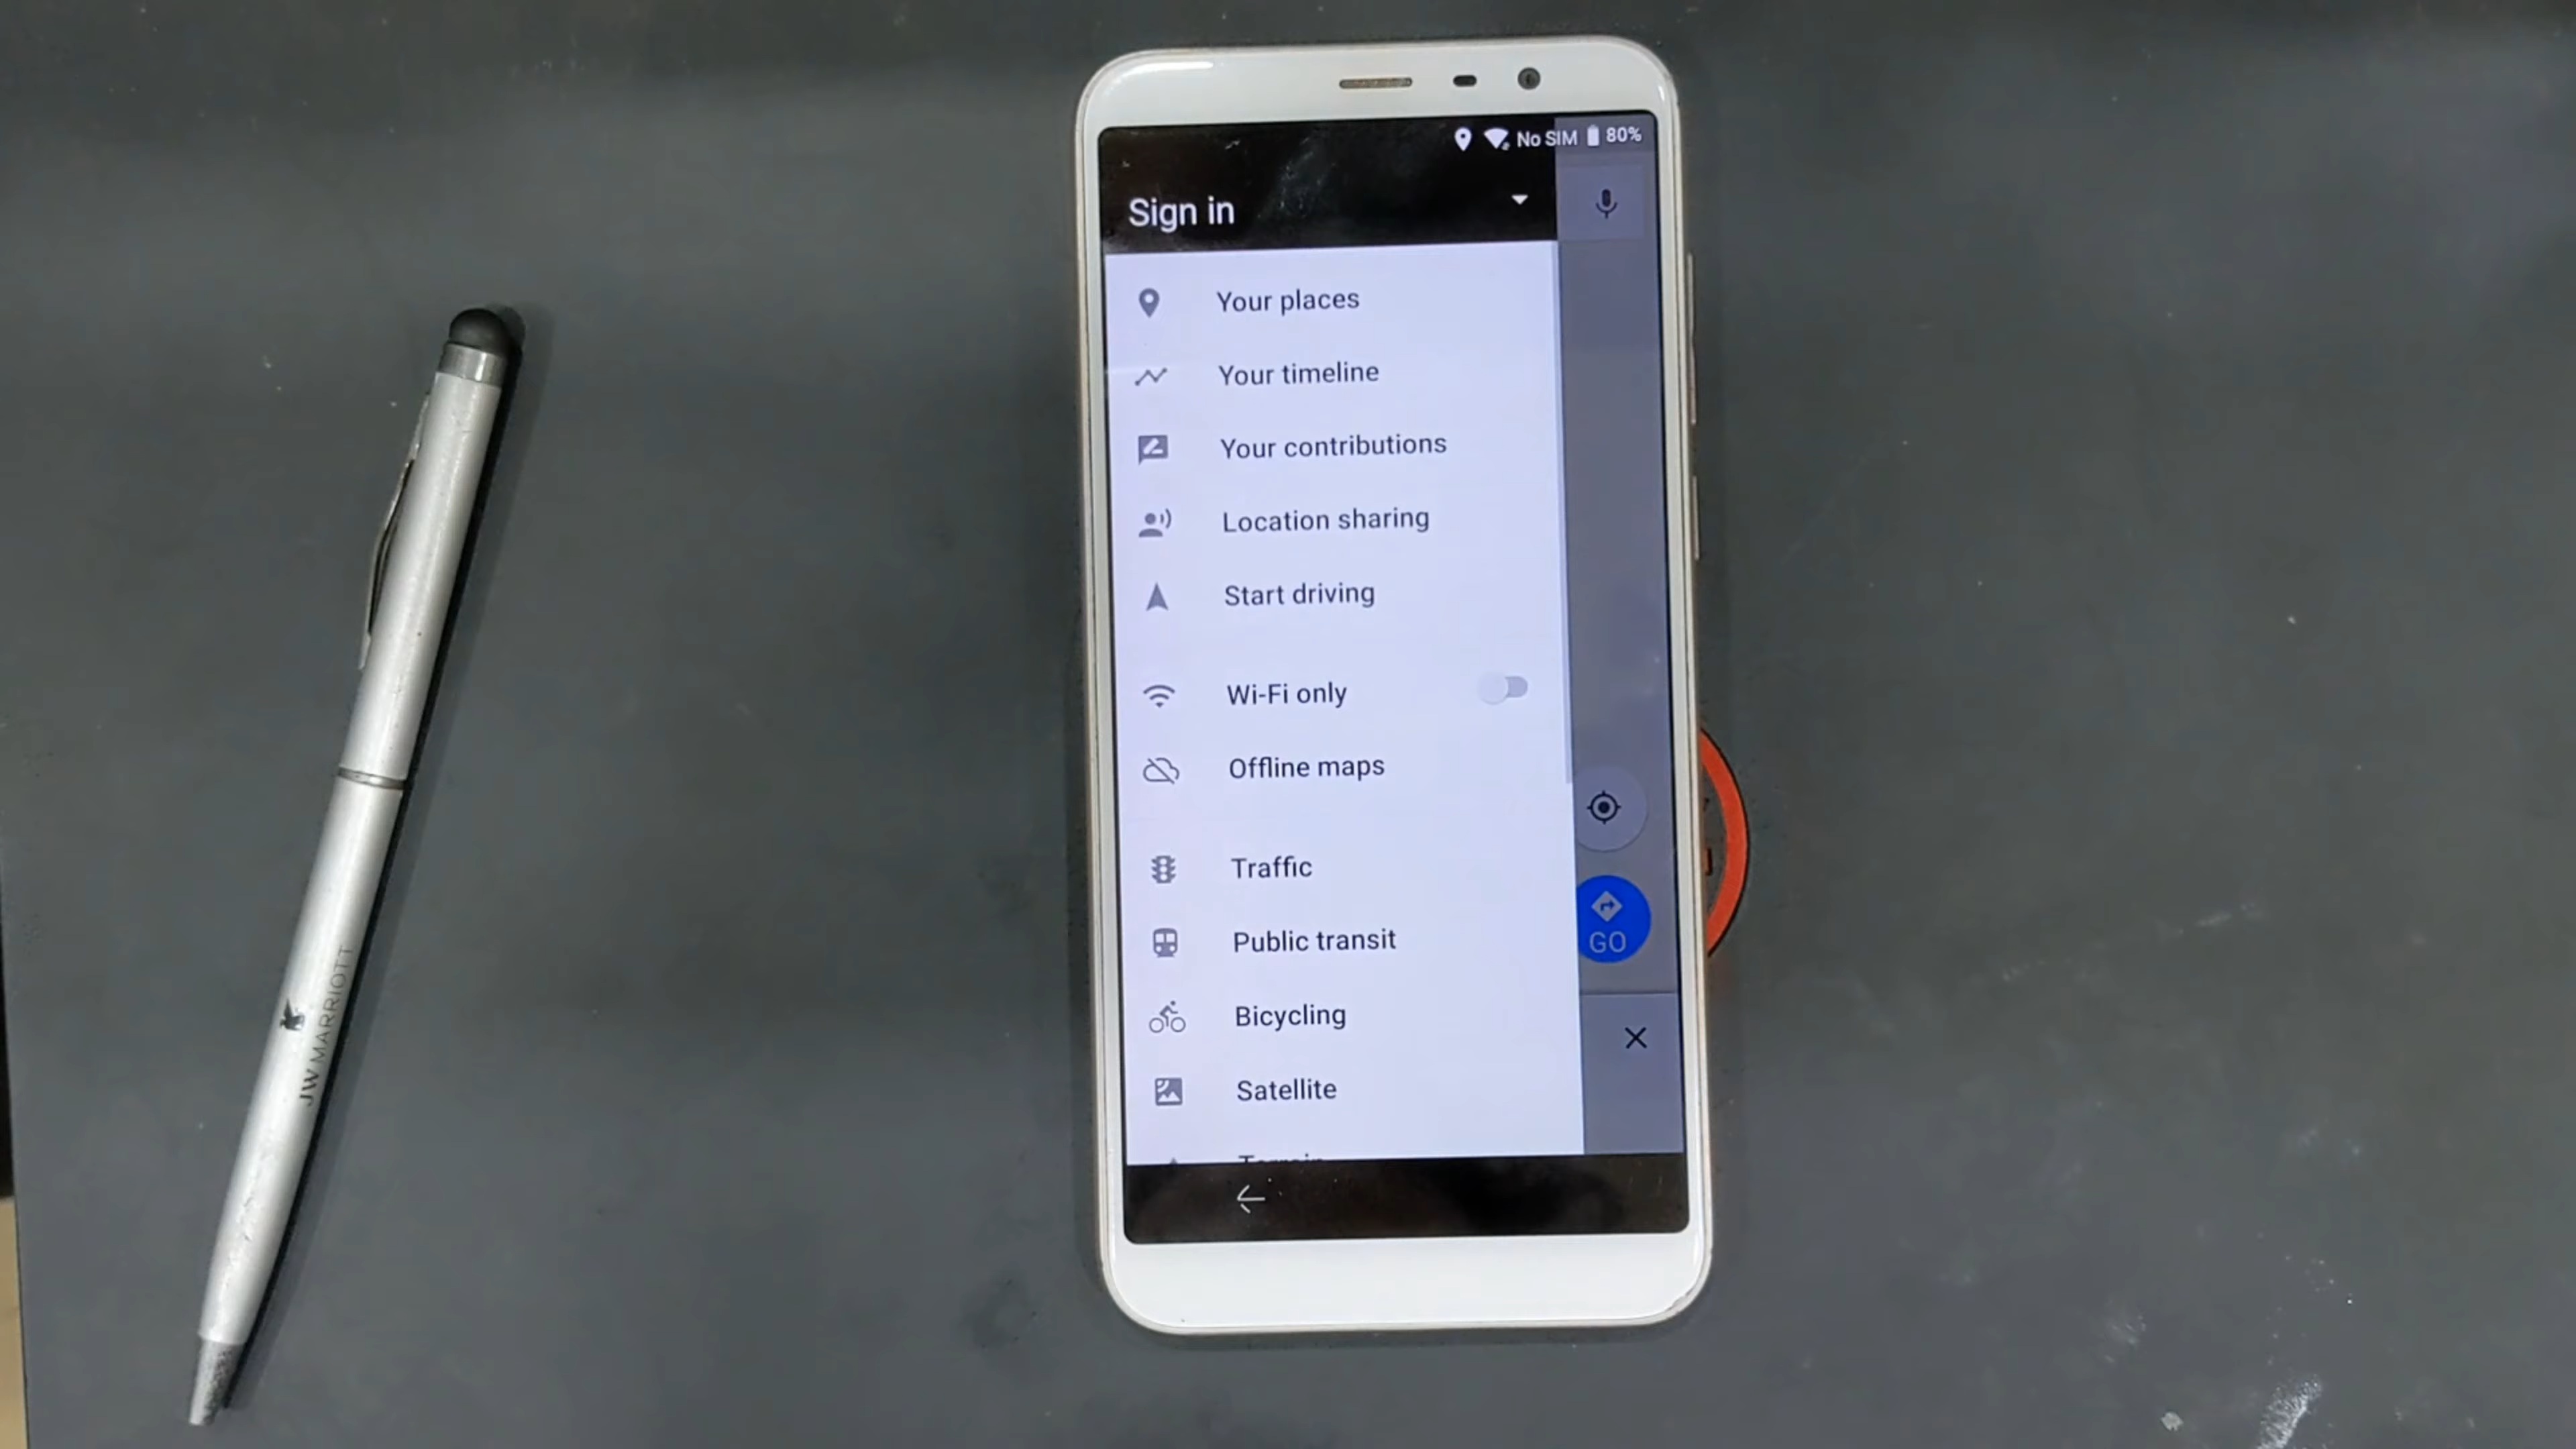 No SIM 80%
Sign in
Your places
Your timeline
Your contributions
Location sharing
Start driving
Wi-Fi only
Offline maps
Traffic
Public transit
Bicycling
Satellite
Terrain
GO
JW MARRIOTT